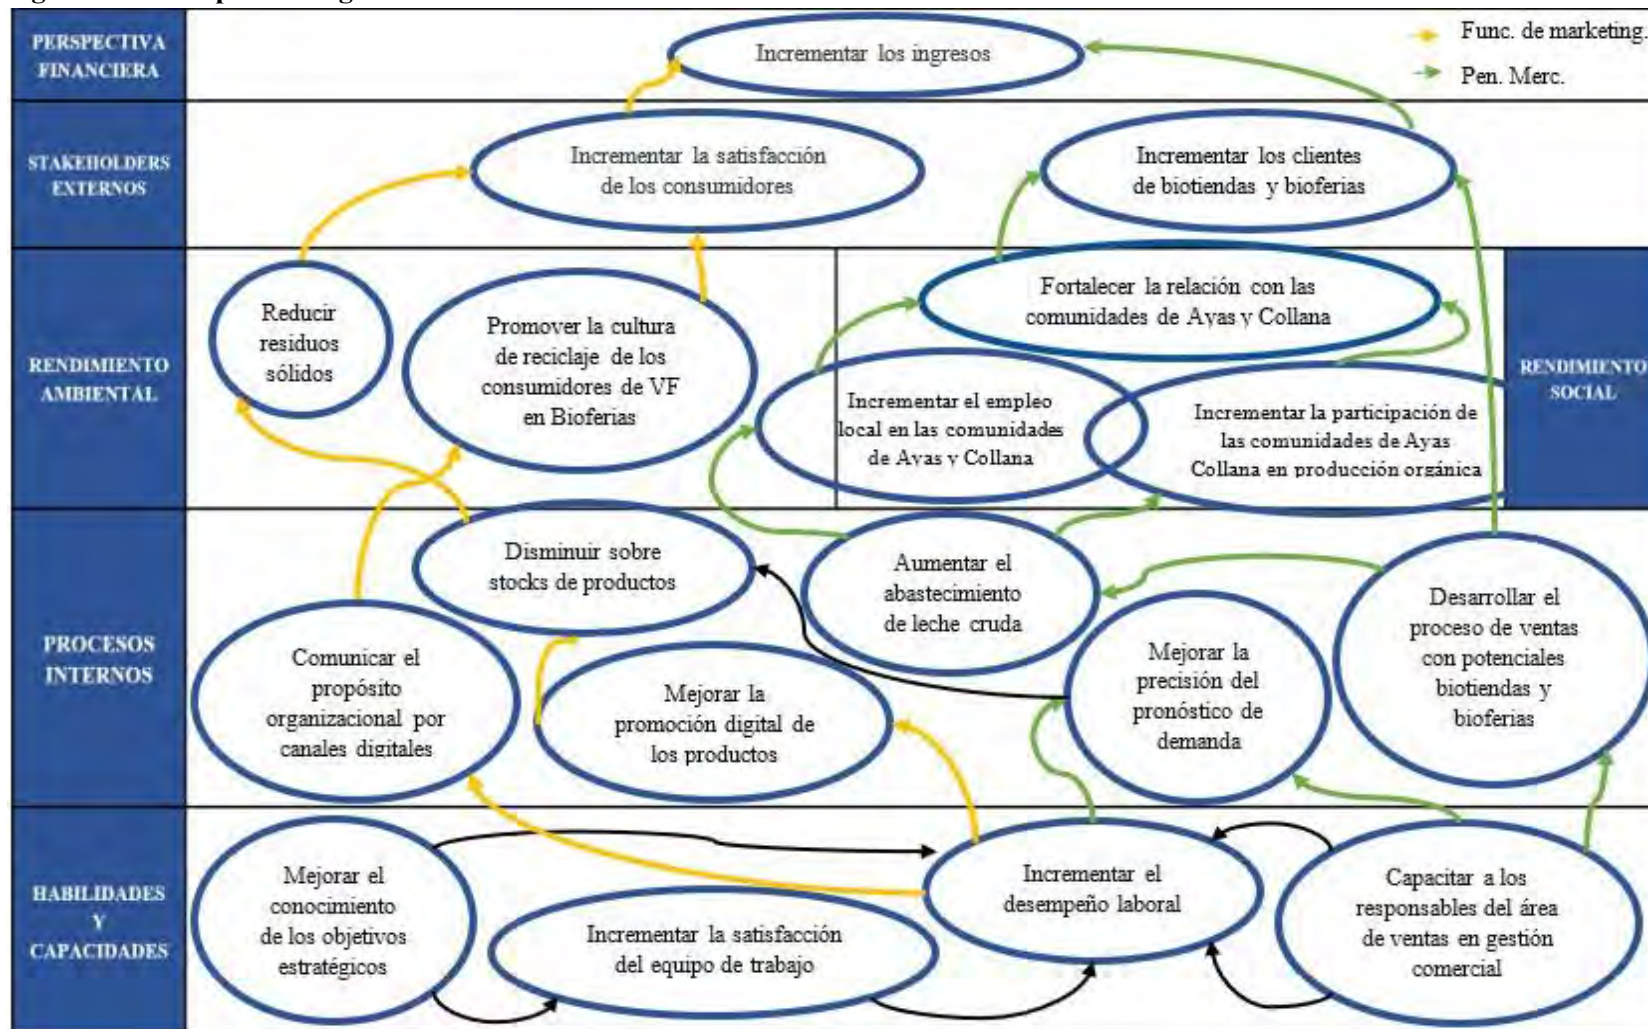 PERSPECTIVA
FINANCIERA
Incrementar los ingresos
Func. de marketing.
Pen. Merc.
STAKEHOLDERS
EXTERNOS
Incrementar la satisfacción
de los consumidores
Incrementar los clientes
de biotiendas y bioferias
RENDIMIENTO
AMBIENTAL
Reducir
residuos
sólidos
Promover la cultura
de reciclaje de los
consumidores de VF
en Bioferias
Fortalecer la relación con las
comunidades de Ayas y Collana
Incrementar el empleo
local en las comunidades
de Ayas y Collana
Incrementar la participación de
las comunidades de Ayas
Collana en producción orgánica
RENDIMIENTO
SOCIAL
PROCESOS
INTERNOS
Disminuir sobre
stocks de productos
Aumentar el
abastecimiento
de leche cruda
Desarrollar el
proceso de ventas
con potenciales
biotiendas y
bioferias
Comunicar el
propósito
organizacional por
canales digitales
Mejorar la
promoción digital de
los productos
Mejorar la
precisión del
pronóstico de
demanda
HABILIDADES
Y
CAPACIDADES
Mejorar el
conocimiento
de los objetivos
estratégicos
Incrementar la satisfacción
del equipo de trabajo
Incrementar el
desempeño laboral
Capacitar a los
responsables del área
de ventas en gestión
comercial